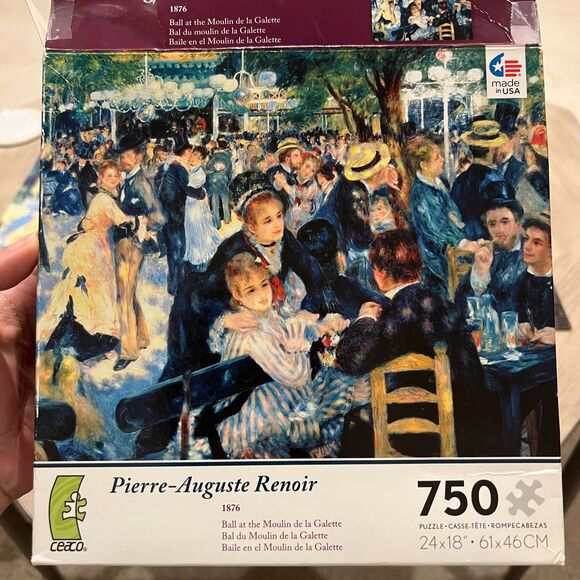 1876
Ball at the Moulin de la Galette
Bal du moulin de la Galette
Baile en el Moulin de la Galette
made
in USA
Pierre-Auguste Renoir
1876
Ball at the Moulin de la Galette
Bal du Moulin de la Galette
Baile en el Moulin de la Galette
ceaco®
750
PUZZLE • CASSE-TÊTE • ROMPECABEZAS
24x18" • 61x46CM